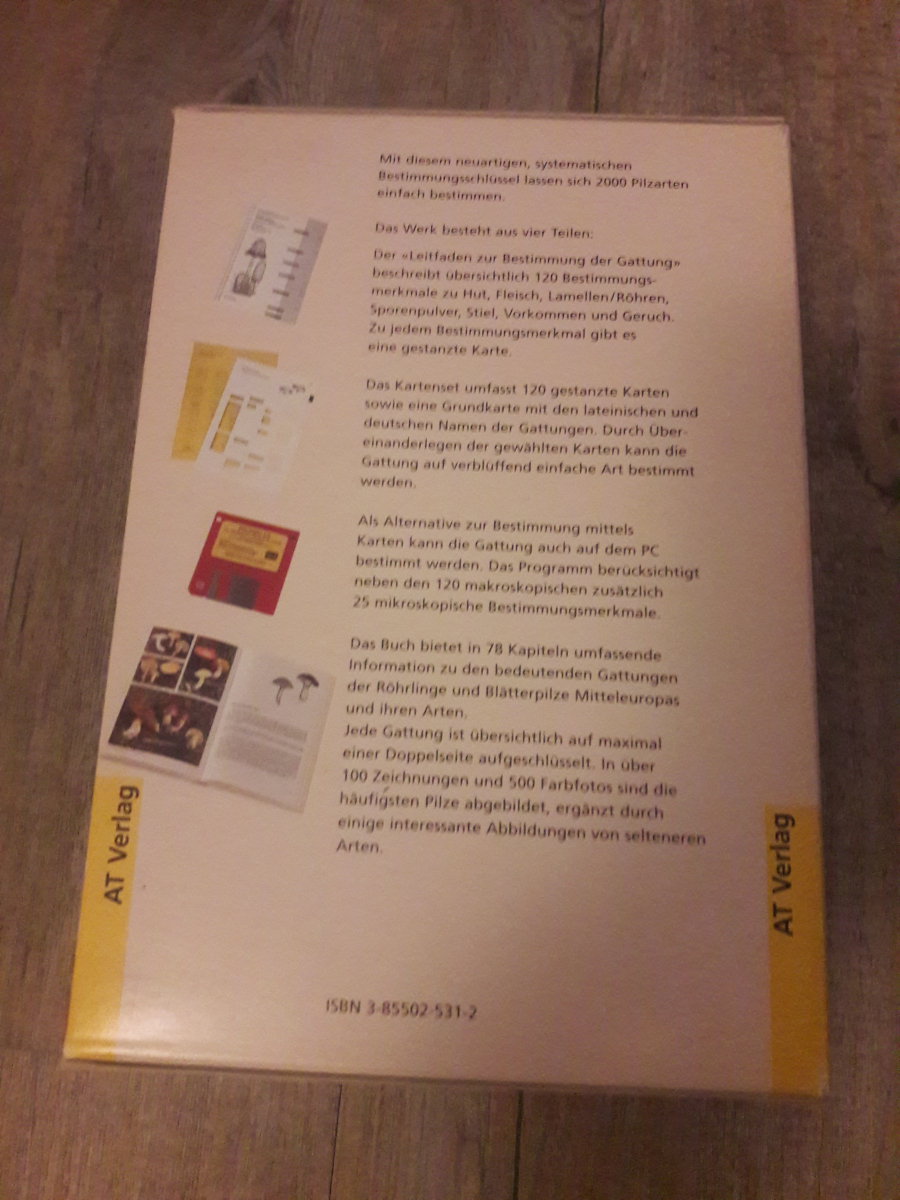 Mit diesem neuartigen, systematischen
Bestimmungsschlüssel lassen sich 2000 Pilzarten
einfach bestimmen.
Das Werk besteht aus vier Teilen:
Der «Leitfaden zur Bestimmung der Gattung»
beschreibt übersichtlich 120 Bestimmungs-
merkmale zu Hut, Fleisch, Lamellen/Röhren,
Sporenpulver, Stiel, Vorkommen und Geruch.
Zu jedem Bestimmungsmerkmal gibt es
eine gestanzte Karte.
Das Kartenset umfasst 120 gestanzte Karten
sowie eine Grundkarte mit den lateinischen und
deutschen Namen der Gattungen. Durch Über-
einanderlegen der gewählten Karten kann die
Gattung auf verblüffend einfache Art bestimmt
werden.
Als Alternative zur Bestimmung mittels
Karten kann die Gattung auch auf dem PC
bestimmt werden. Das Programm berücksichtigt
neben den 120 makroskopischen zusätzlich
25 mikroskopische Bestimmungsmerkmale.
Das Buch bietet in 78 Kapiteln umfassende
Information zu den bedeutenden Gattungen
der Röhrlinge und Blätterpilze Mitteleuropas
und ihren Arten.
Jede Gattung ist übersichtlich auf maximal
einer Doppelseite aufgeschlüsselt. In über
100 Zeichnungen und 500 Farbfotos sind die
häufigsten Pilze abgebildet, ergänzt durch
einige interessante Abbildungen von selteneren
Arten.
AT Verlag
AT Verlag
ISBN 3-85502-531-2